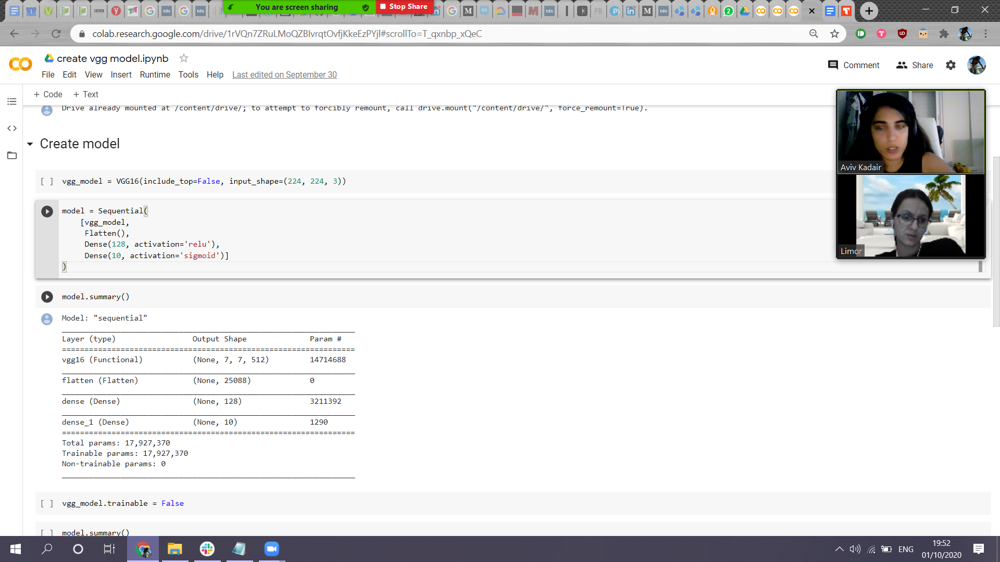 You are screen sharing
Stop Share
colab.research.google.com/drive/1rVQn7ZRuLMoQZBIvrqtOvfjKkeEzPYjl#scrollTo=T_qxnbp_xQeC
create vgg model.ipynb
File Edit View Insert Runtime Tools Help Last edited on September 30
Comment Share
+ Code + Text
Drive already mounted at /content/drive/; to attempt to forcibly remount, call drive.mount("/content/drive/", force_remount=True).
Create model
[ ] vgg_model = VGG16(include_top=False, input_shape=(224, 224, 3))
model = Sequential(
[vgg_model,
Flatten(),
Dense(128, activation='relu'),
Dense(10, activation='sigmoid')]
)
Aviv Kadair
Limor
model.summary()
Model: "sequential"
Layer (type) Output Shape Param #
vgg16 (Functional) (None, 7, 7, 512) 14714688
flatten (Flatten) (None, 25088) 0
dense (Dense) (None, 128) 3211392
dense_1 (Dense) (None, 10) 1290
Total params: 17,927,370
Trainable params: 17,927,370
Non-trainable params: 0
[ ] vgg_model.trainable = False
[ ] model.summary()
ENG
19:52
01/10/2020